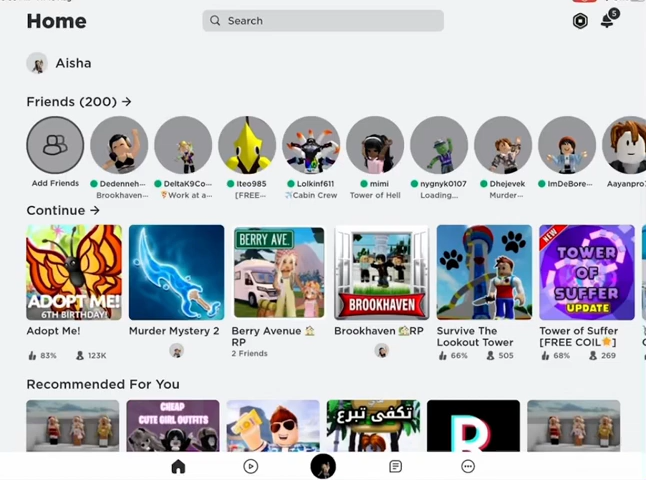 Home
Search
5
Aisha
Friends (200) →
Add Friends
Dedenneh...
Brookhaven...
DeltaK9Co...
Work at a...
Iteo985
[FREE...
Lolkinf611
Cabin Crew
mimi
Tower of Hell
nygnyk0107
Loading...
Dhejevek
Murder...
ImDeBore...
Aayanpro
Continue →
ADOPT ME!
6TH BIRTHDAY!
BERRY AVE.
BROOKHAVEN
NEW
TOWER
OF
SUFFER
UPDATE
Adopt Me!
83% 123K
Murder Mystery 2
Berry Avenue 🏠
RP
2 Friends
Brookhaven 🏡RP
Survive The
Lookout Tower
66% 505
Tower of Suffer
[FREE COIL⭐]
68% 269
Recommended For You
CHEAP
CUTE GIRL OUTFITS
تكفى تبرع
R